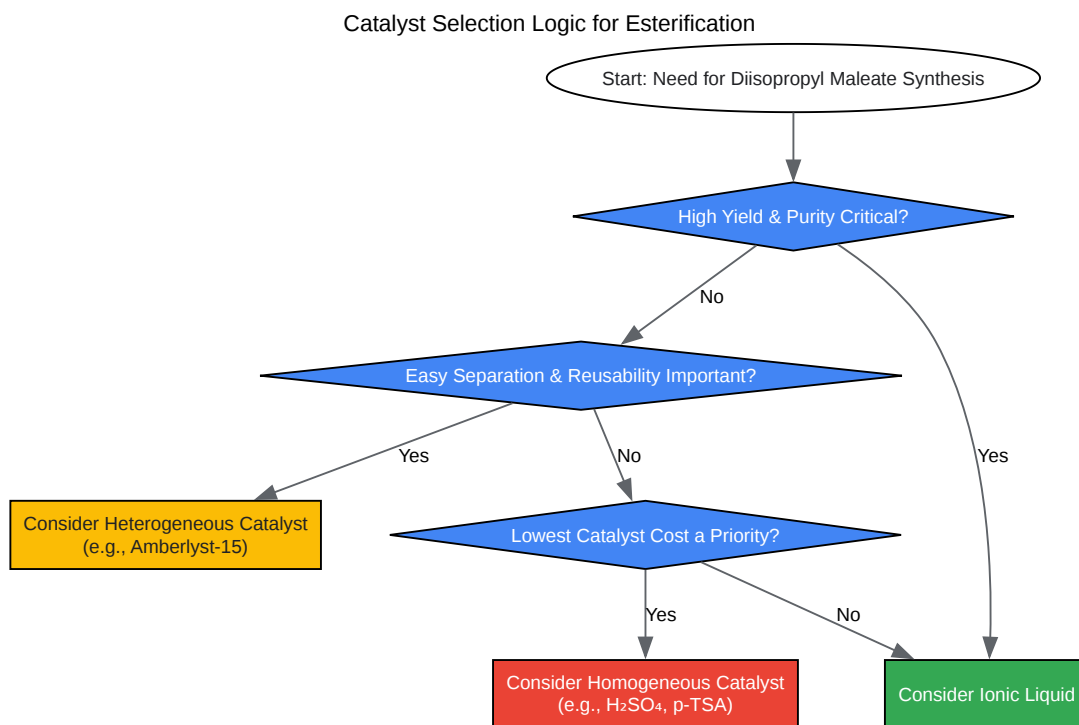 Catalyst Selection Logic for Esterification
Start: Need for Diisopropyl Maleate Synthesis
High Yield & Purity Critical?
No
Easy Separation & Reusability Important?
Yes
No
Yes
Consider Heterogeneous Catalyst
(e.g., Amberlyst-15)
Lowest Catalyst Cost a Priority?
Yes
No
Consider Homogeneous Catalyst
(e.g., H₂SO₄, p-TSA)
Consider Ionic Liquid